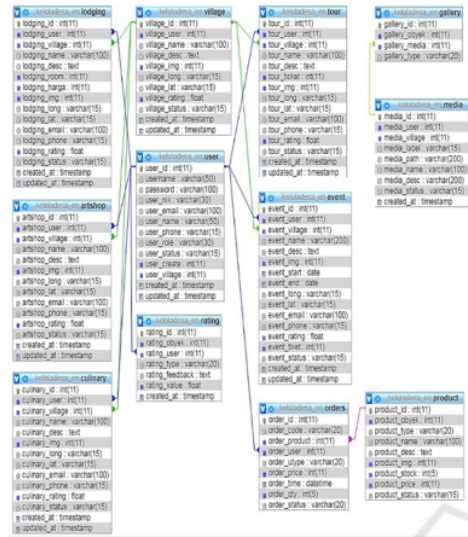 keloladesa_en lodging
lodging_id : int(11)
lodging_user : int(11)
lodging_village : int(11)
lodging_name : varchar(100)
lodging_desc : text
lodging_room : int(11)
lodging_harga : int(11)
lodging_img : int(11)
lodging_long : varchar(15)
lodging_lat : varchar(15)
lodging_email : varchar(100)
lodging_phone : varchar(15)
lodging_rating : float
lodging_status : varchar(15)
created_at : timestamp
updated_at : timestamp
keloladesa_en artshop
artshop_id : int(11)
artshop_user : int(11)
artshop_village : int(11)
artshop_name : varchar(100)
artshop_desc : text
artshop_img : int(11)
artshop_long : varchar(15)
artshop_lat : varchar(15)
artshop_email : varchar(100)
artshop_phone : varchar(15)
artshop_rating : float
artshop_status : varchar(15)
created_at : timestamp
updated_at : timestamp
keloladesa_en culinary
culinary_id : int(11)
culinary_user : int(11)
culinary_village : int(11)
culinary_name : varchar(100)
culinary_desc : text
culinary_img : int(11)
culinary_long : varchar(15)
culinary_lat : varchar(15)
culinary_email : varchar(100)
culinary_phone : varchar(15)
culinary_rating : float
culinary_status : varchar(15)
created_at : timestamp
updated_at : timestamp
keloladesa_en village
village_id : int(11)
village_user : int(11)
village_name : varchar(100)
village_desc : text
village_img : int(11)
village_long : varchar(15)
village_lat : varchar(15)
village_rating : float
village_status : varchar(15)
created_at : timestamp
updated_at : timestamp
keloladesa_en user
user_id : int(11)
username : varchar(50)
password : varchar(100)
user_nik : varchar(30)
user_email : varchar(100)
user_name : varchar(50)
user_phone : varchar(15)
user_role : varchar(30)
user_status : varchar(15)
user_create : int(11)
user_village : int(11)
created_at : timestamp
updated_at : timestamp
keloladesa_en rating
rating_id : int(11)
rating_obyek : int(11)
rating_user : int(11)
rating_type : varchar(20)
rating_feedback : text
rating_value : float
created_at : timestamp
keloladesa_en tour
tour_id : int(11)
tour_user : int(11)
tour_village : int(11)
tour_name : varchar(100)
tour_desc : text
tour_ticket : int(11)
tour_img : int(11)
tour_long : varchar(15)
tour_lat : varchar(15)
tour_email : varchar(100)
tour_phone : varchar(15)
tour_rating : float
tour_status : varchar(15)
created_at : timestamp
updated_at : timestamp
keloladesa_en event
event_id : int(11)
event_user : int(11)
event_village : int(11)
event_name : varchar(200)
event_desc : text
event_img : int(11)
event_start : date
event_end : date
event_long : varchar(15)
event_lat : varchar(15)
event_email : varchar(100)
event_phone : varchar(15)
event_rating : float
event_tiket : int(11)
event_status : varchar(15)
created_at : timestamp
updated_at : timestamp
keloladesa_en orders
order_id : int(11)
order_code : varchar(20)
order_product : int(11)
order_user : int(11)
order_utype : varchar(20)
order_price : int(11)
order_time : datetime
order_qty : int(5)
order_status : varchar(20)
keloladesa_en gallery
gallery_id : int(11)
gallery_obyek : int(11)
gallery_media : int(11)
gallery_type : varchar(20)
keloladesa_en media
media_id : int(11)
media_user : int(11)
media_village : int(11)
media_label : varchar(15)
media_path : varchar(200)
media_name : varchar(100)
media_desc : varchar(200)
media_status : varchar(15)
created_at : timestamp
keloladesa_en product
product_id : int(11)
product_obyek : int(11)
product_type : varchar(20)
product_name : varchar(100)
product_desc : text
product_img : int(11)
product_stock : int(5)
product_price : int(11)
product_status : varchar(15)